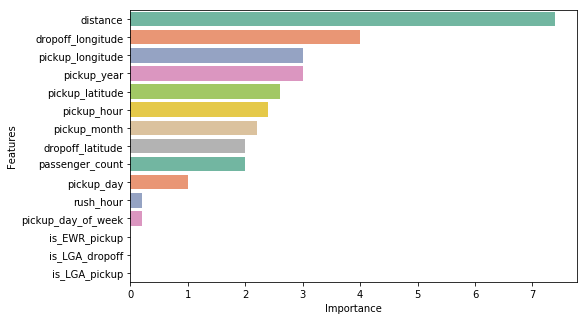 distance
dropoff_longitude
pickup_longitude
pickup_year
pickup_latitude
pickup_hour
pickup_month
dropoff_latitude
passenger_count
pickup_day
rush_hour
pickup_day_of_week
is_EWR_pickup
is_LGA_dropoff
is_LGA_pickup
Features
0 1 2 3 4 5 6 7
Importance